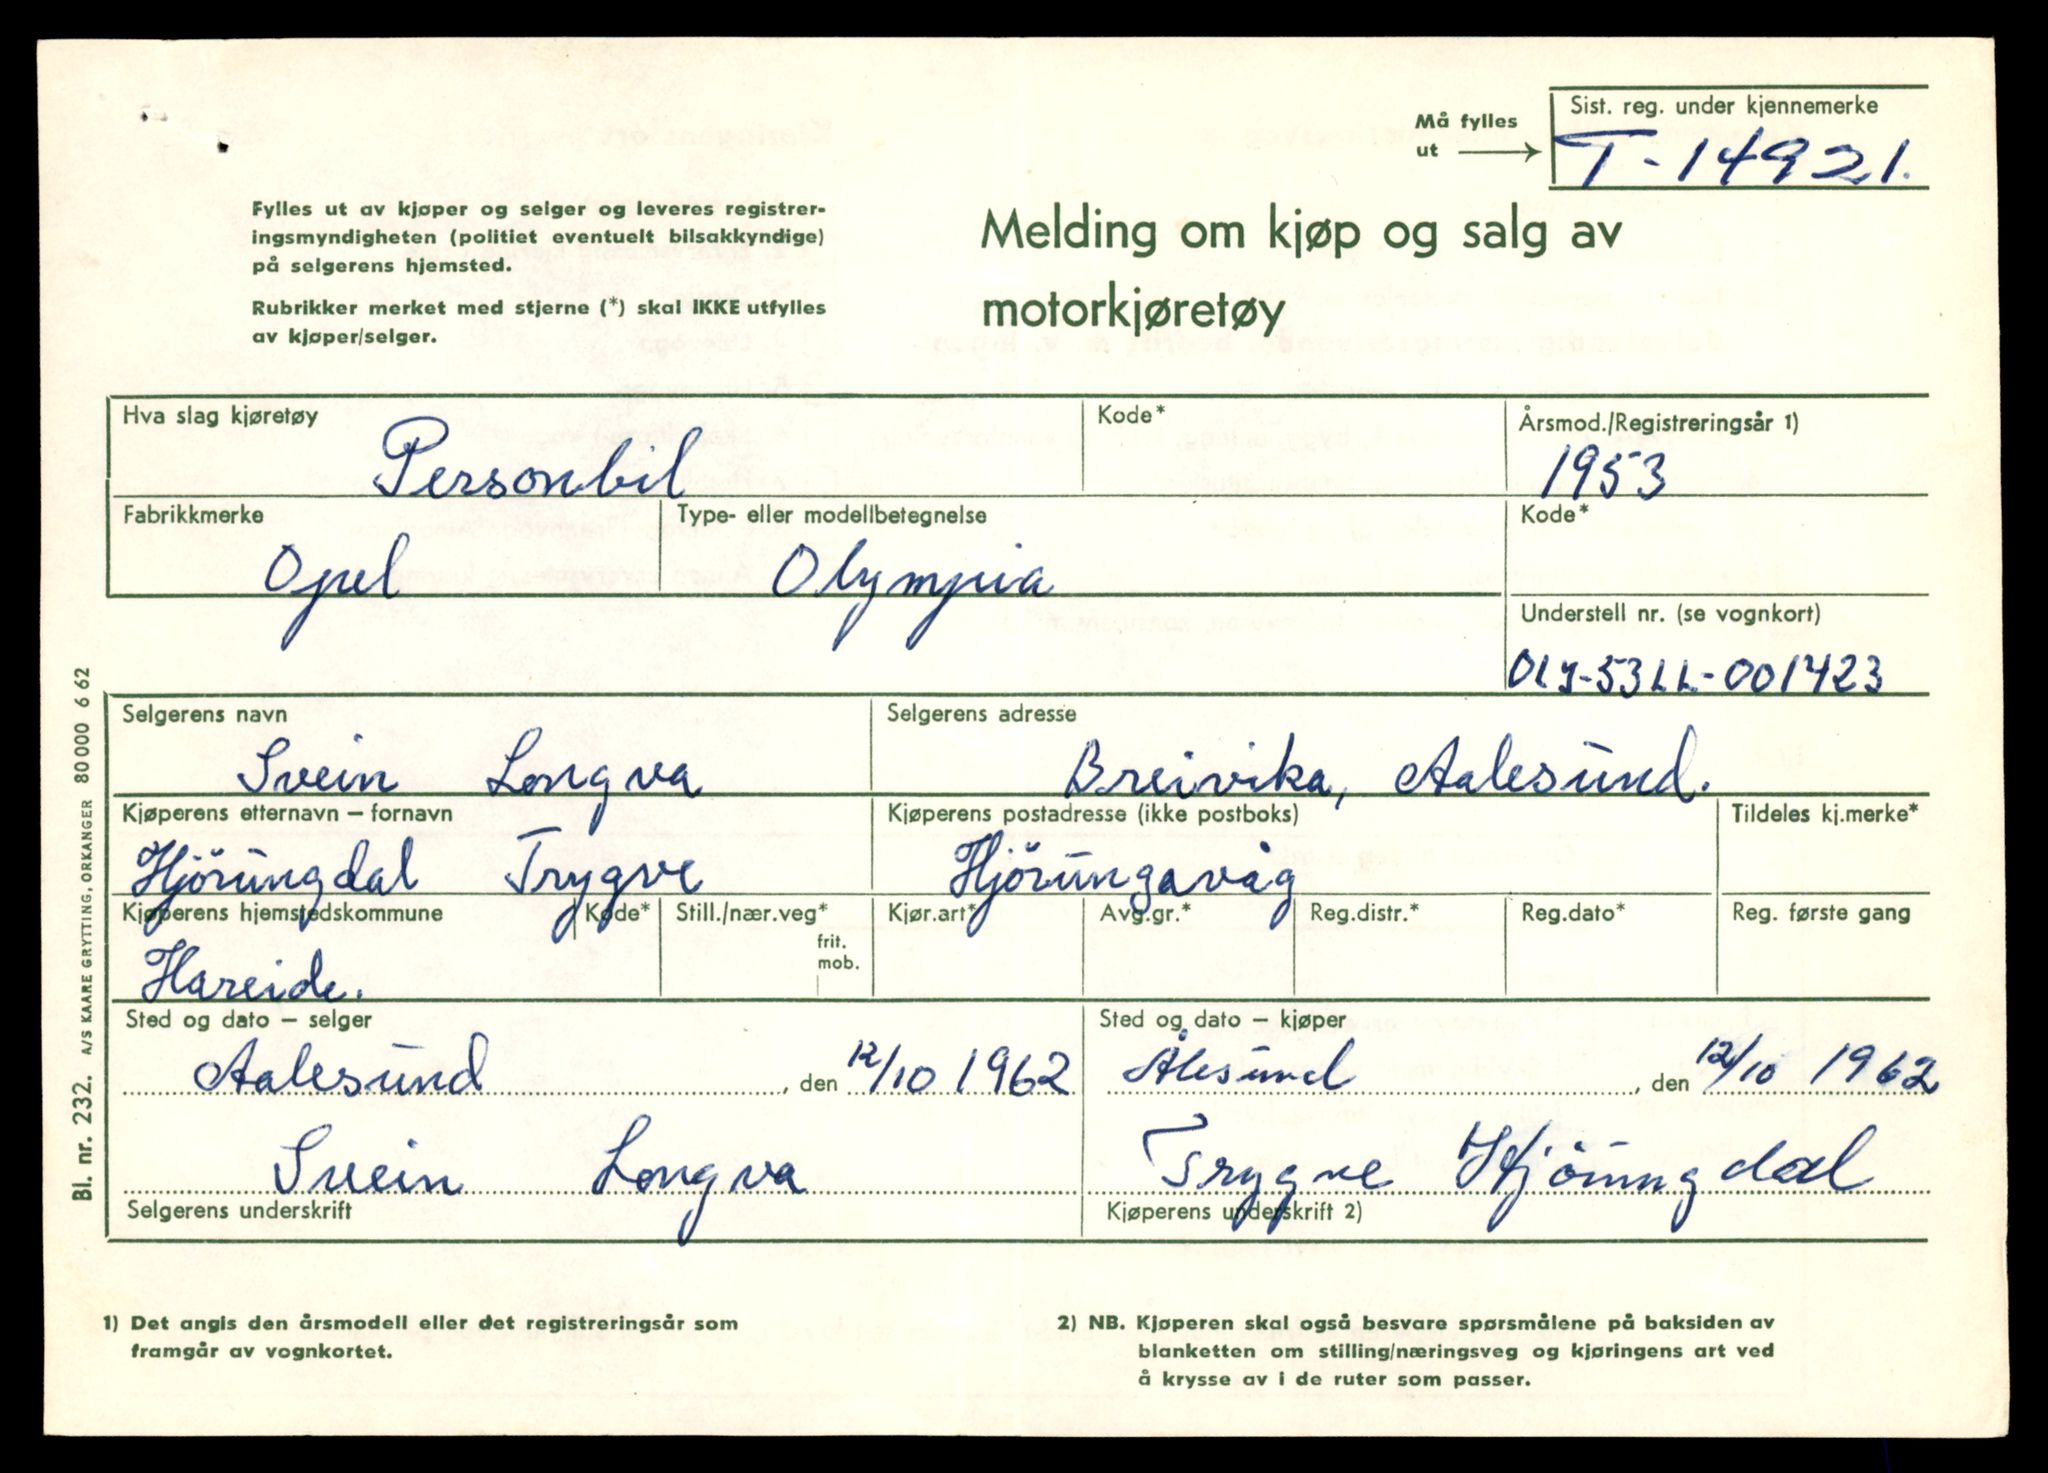 Må fylles
ut
Sist. reg. under kjennemerke
T-14921.
Fylles ut av kjøper og selger og leveres registrer-
ingsmyndigheten (politiet eventuelt bilsakkyndige)
på selgerens hjemsted.
Rubrikker merket med stjerne (*) skal IKKE utfylles
av kjøper/selger.
Melding om kjøp og salg av
motorkjøretøy
Hva slag kjøretøy
Personbil
Kode*
Årsmod./Registreringsår 1)
1953
Fabrikkmerke
Opel
Type- eller modellbetegnelse
Olympia
Kode*
Understell nr. (se vognkort)
OLY-53LL-001423
Selgerens navn
Svein Longva
Selgerens adresse
Breivika, Aalesund.
Kjøperens etternavn – fornavn
Hjörungdal Trygve
Kjøperens postadresse (ikke postboks)
Hjörungavåg
Tildeles kj.merke*
Kjøperens hjemstedskommune
Hareide.
Kode*
Still./nær.veg*
frit.
mob.
Kjør.art*
Avg.gr.*
Reg.distr.*
Reg.dato*
Reg. første gang
Sted og dato – selger
Aalesund, den 12/10 1962
Sted og dato – kjøper
Ålesund, den 12/10 1962
Svein Longva
Selgerens underskrift
Trygve Hjörungdal
Kjøperens underskrift 2)
1) Det angis den årsmodell eller det registreringsår som
framgår av vognkortet.
2) NB. Kjøperen skal også besvare spørsmålene på baksiden av
blanketten om stilling/næringsveg og kjøringens art ved
å krysse av i de ruter som passer.
Bl. nr. 232. A/S KAARE GRYTTING, ORKANGER 80000 6 62